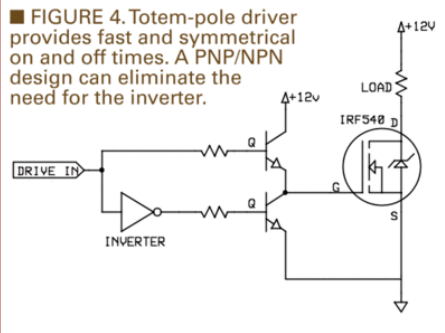 ■ FIGURE 4. Totem-pole driver
provides fast and symmetrical
on and off times. A PNP/NPN
design can eliminate the
need for the inverter.
+12V
LOAD
+12v
IRF540 D
Q
DRIVE IN
G
Q
S
INVERTER